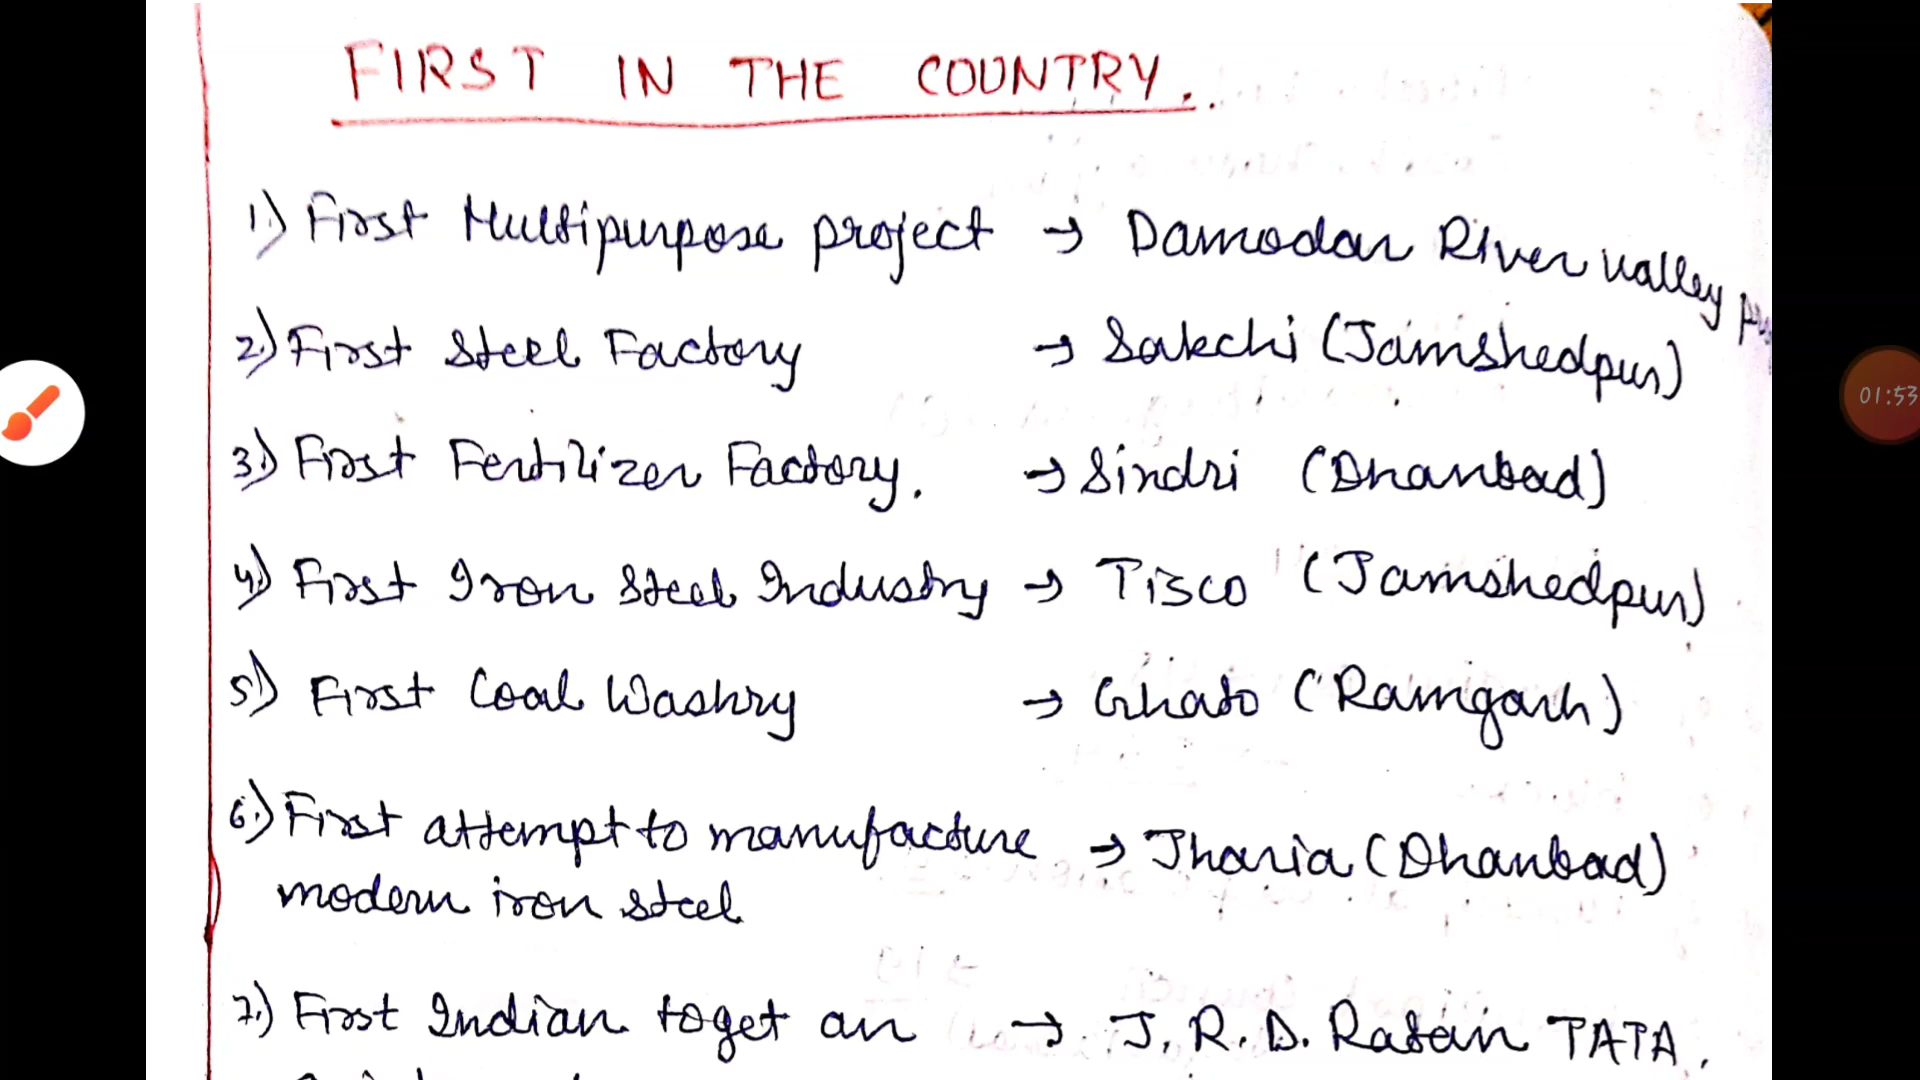 FIRST IN THE COUNTRY..
1.) First Multipurpose project → Damodar River valley
2.) First Steel Factory → Sakchi (Jamshedpur)
3.) First Fertilizer Factory. → Sindri (Dhanbad)
4.) First Iron Steel Industry → TISCO (Jamshedpur)
5.) First Coal Washry → Ghato (Ramgarh)
6.) First attempt to manufacture → Jharia (Dhanbad)
modern iron steel
7.) First Indian to get an → J. R. D. Ratan TATA.
01:53